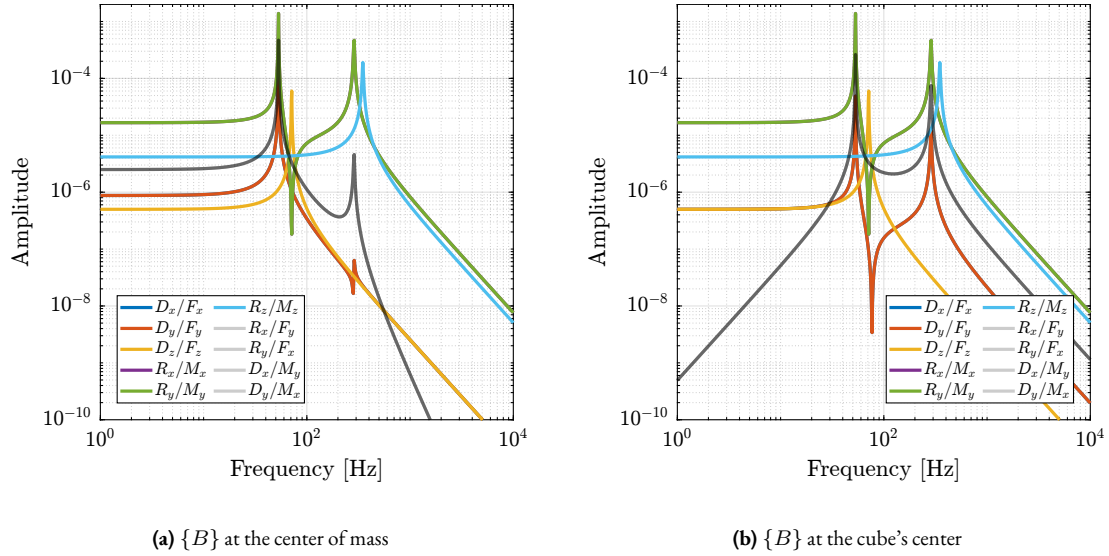 10^{-4}
10^{-6}
10^{-8}
10^{-10}
Amplitude
D_x/F_x
D_y/F_y
D_z/F_z
R_x/M_x
R_y/M_y
R_z/M_z
R_x/F_y
R_y/F_x
D_x/M_y
D_y/M_x
10^0
10^2
10^4
Frequency [Hz]
(a) {B} at the center of mass
10^{-4}
10^{-6}
10^{-8}
10^{-10}
Amplitude
D_x/F_x
D_y/F_y
D_z/F_z
R_x/M_x
R_y/M_y
R_z/M_z
R_x/F_y
R_y/F_x
D_x/M_y
D_y/M_x
10^0
10^2
10^4
Frequency [Hz]
(b) {B} at the cube's center